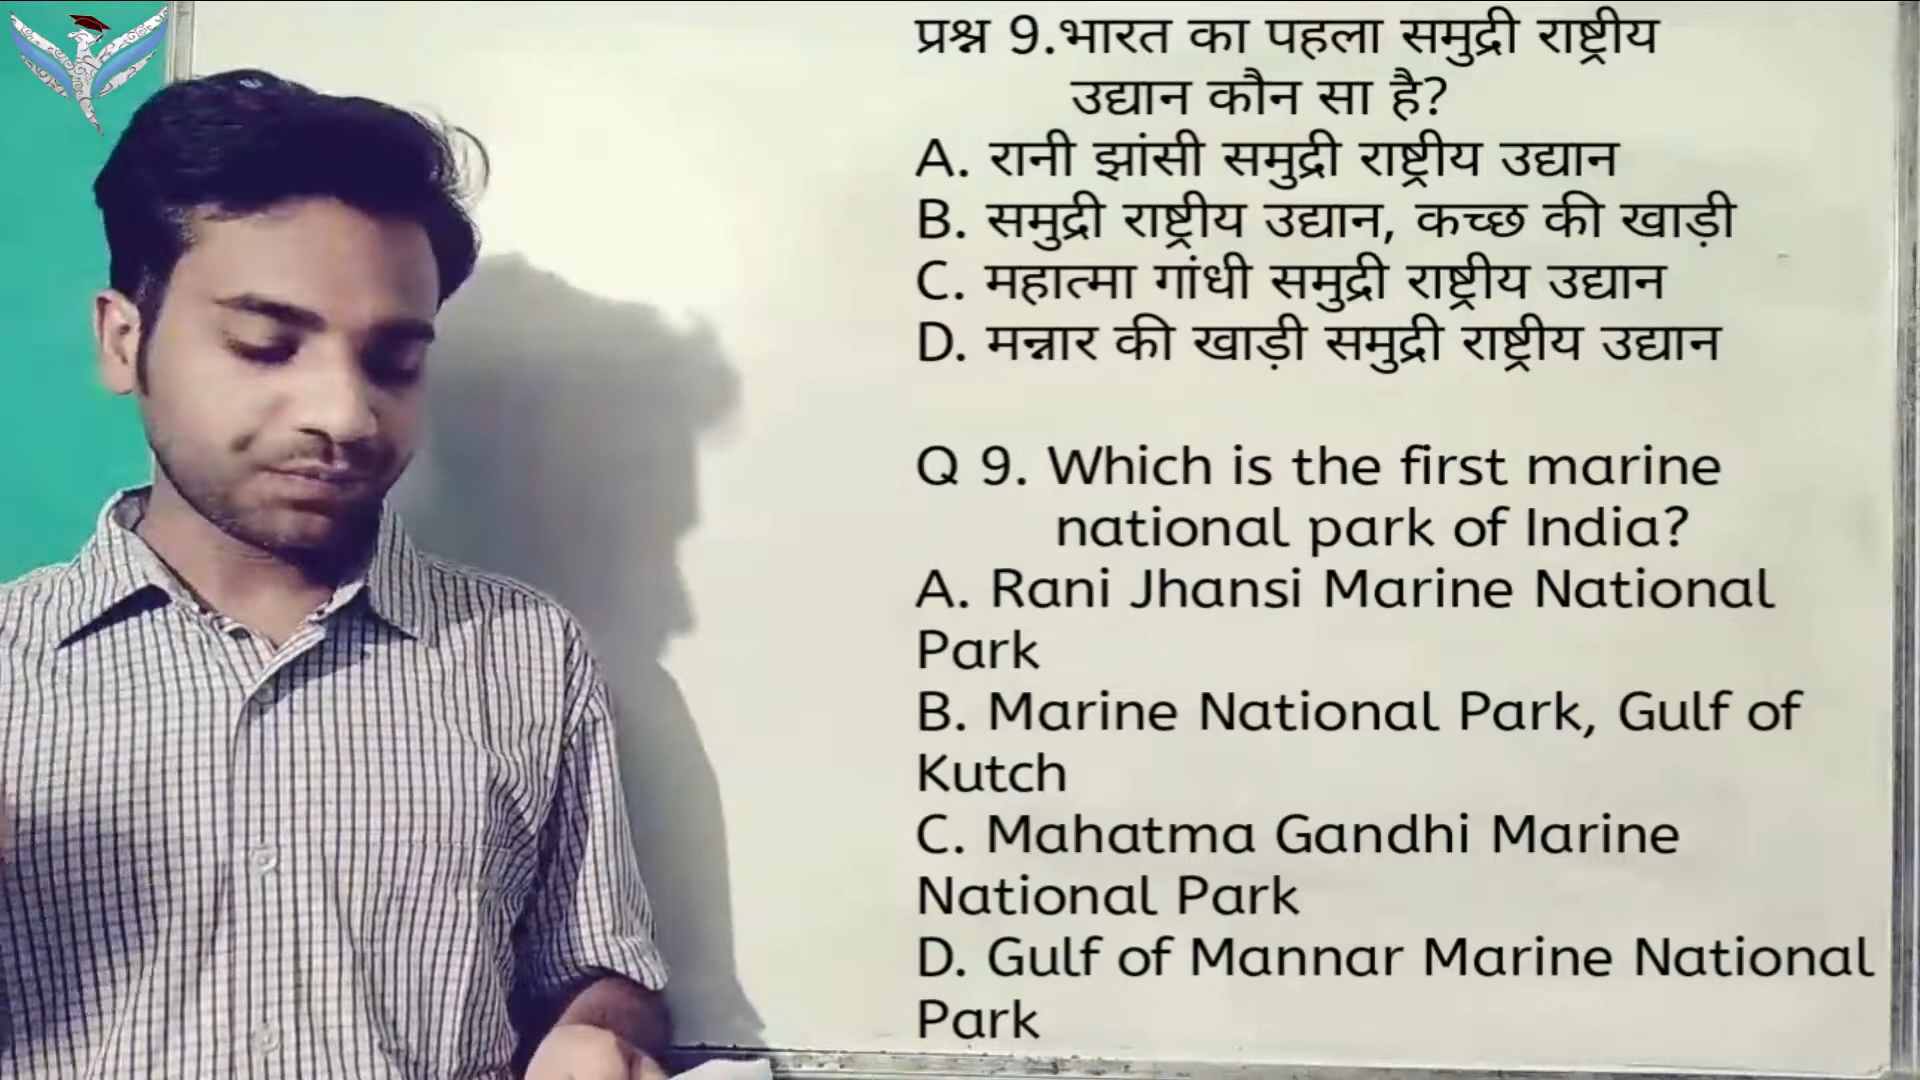 प्रश्न 9.भारत का पहला समुद्री राष्ट्रीय
उद्यान कौन सा है?
A. रानी झांसी समुद्री राष्ट्रीय उद्यान
B. समुद्री राष्ट्रीय उद्यान, कच्छ की खाड़ी
C. महात्मा गांधी समुद्री राष्ट्रीय उद्यान
D. मन्नार की खाड़ी समुद्री राष्ट्रीय उद्यान
Q 9. Which is the first marine
national park of India?
A. Rani Jhansi Marine National
Park
B. Marine National Park, Gulf of
Kutch
C. Mahatma Gandhi Marine
National Park
D. Gulf of Mannar Marine National
Park